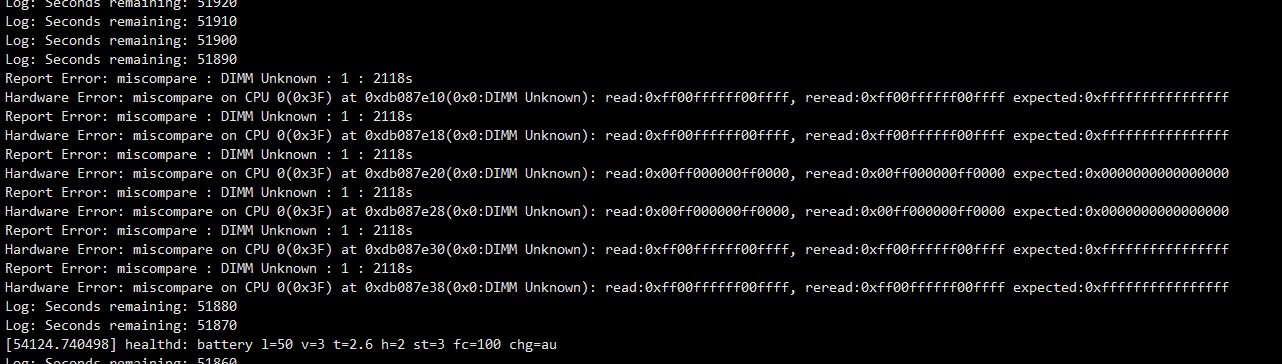 Log: Seconds remaining: 51920
Log: Seconds remaining: 51910
Log: Seconds remaining: 51900
Log: Seconds remaining: 51890
Report Error: miscompare : DIMM Unknown : 1 : 2118s
Hardware Error: miscompare on CPU 0(0x3F) at 0xdb087e10(0x0:DIMM Unknown): read:0xff00ffffff00ffff, reread:0xff00ffffff00ffff expected:0xffffffffffffffff
Report Error: miscompare : DIMM Unknown : 1 : 2118s
Hardware Error: miscompare on CPU 0(0x3F) at 0xdb087e18(0x0:DIMM Unknown): read:0xff00ffffff00ffff, reread:0xff00ffffff00ffff expected:0xffffffffffffffff
Report Error: miscompare : DIMM Unknown : 1 : 2118s
Hardware Error: miscompare on CPU 0(0x3F) at 0xdb087e20(0x0:DIMM Unknown): read:0x00ff000000ff0000, reread:0x00ff000000ff0000 expected:0x0000000000000000
Report Error: miscompare : DIMM Unknown : 1 : 2118s
Hardware Error: miscompare on CPU 0(0x3F) at 0xdb087e28(0x0:DIMM Unknown): read:0x00ff000000ff0000, reread:0x00ff000000ff0000 expected:0x0000000000000000
Report Error: miscompare : DIMM Unknown : 1 : 2118s
Hardware Error: miscompare on CPU 0(0x3F) at 0xdb087e30(0x0:DIMM Unknown): read:0xff00ffffff00ffff, reread:0xff00ffffff00ffff expected:0xffffffffffffffff
Report Error: miscompare : DIMM Unknown : 1 : 2118s
Hardware Error: miscompare on CPU 0(0x3F) at 0xdb087e38(0x0:DIMM Unknown): read:0xff00ffffff00ffff, reread:0xff00ffffff00ffff expected:0xffffffffffffffff
Log: Seconds remaining: 51880
Log: Seconds remaining: 51870
[54124.740498] healthd: battery l=50 v=3 t=2.6 h=2 st=3 fc=100 chg=au
Log: Seconds remaining: 51860